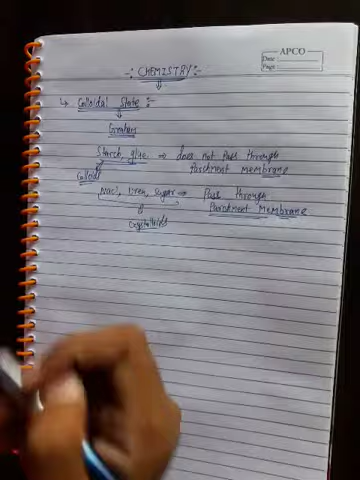 -: CHEMISTRY :-
APCO
Date :
Page :
↳ Colloidal State :-
Graham
Starch, glue → does not Pass through
Parchment Membrane
Colloid
Nacl, Urea, Sugar → Pass through
Parchment Membrane
Crystalloids